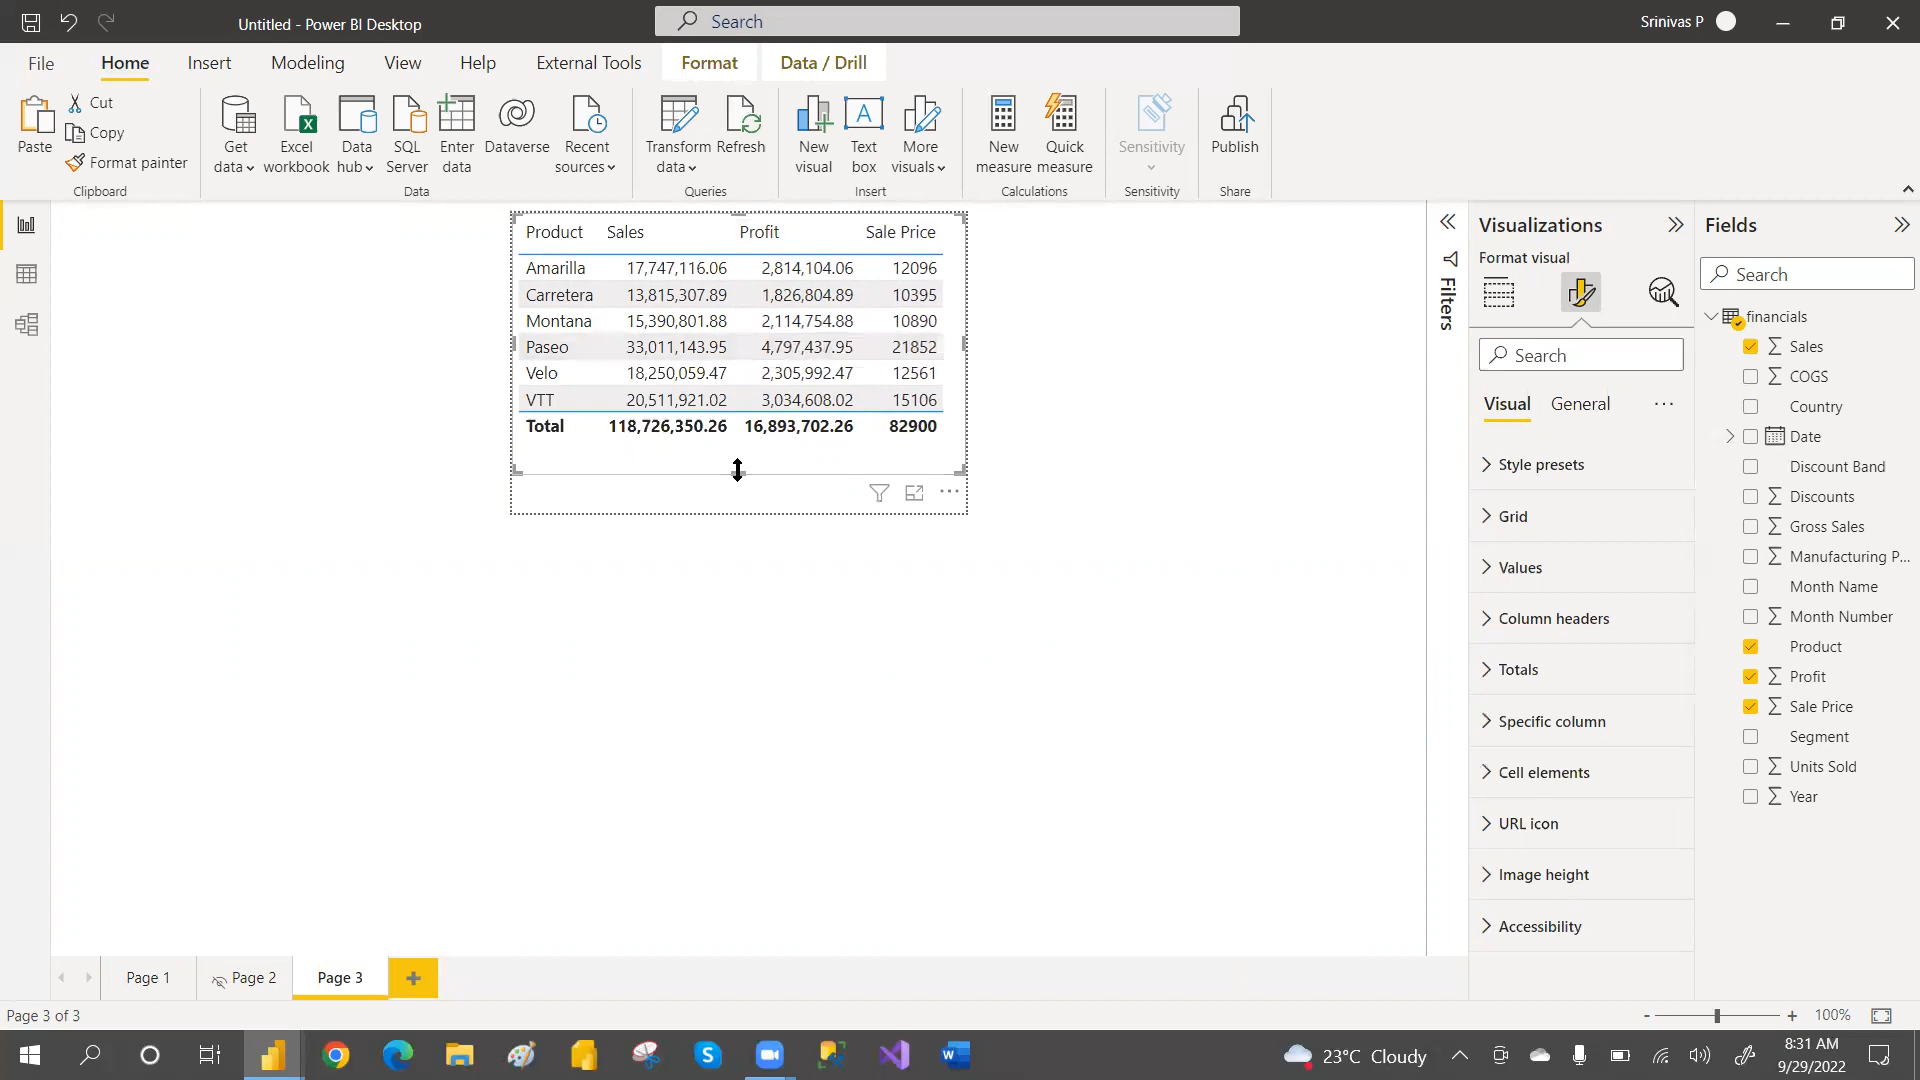 Untitled - Power BI Desktop
Search
Srinivas P
File Home Insert Modeling View Help External Tools Format Data / Drill
Paste
Cut
Copy
Format painter
Clipboard
Get data
Excel workbook
Data hub
SQL Server
Enter data
Dataverse
Recent sources
Data
Transform data
Refresh
Queries
New visual
Text box
More visuals
Insert
New measure
Quick measure
Calculations
Sensitivity
Sensitivity
Publish
Share
Product Sales Profit Sale Price
Amarilla 17,747,116.06 2,814,104.06 12096
Carretera 13,815,307.89 1,826,804.89 10395
Montana 15,390,801.88 2,114,754.88 10890
Paseo 33,011,143.95 4,797,437.95 21852
Velo 18,250,059.47 2,305,992.47 12561
VTT 20,511,921.02 3,034,608.02 15106
Total 118,726,350.26 16,893,702.26 82900
Filters
Visualizations
Format visual
Search
Visual General ...
Style presets
Grid
Values
Column headers
Totals
Specific column
Cell elements
URL icon
Image height
Accessibility
Fields
Search
financials
Sales
COGS
Country
Date
Discount Band
Discounts
Gross Sales
Manufacturing P...
Month Name
Month Number
Product
Profit
Sale Price
Segment
Units Sold
Year
Page 1 Page 2 Page 3 +
Page 3 of 3
- + 100%
23°C Cloudy
8:31 AM
9/29/2022